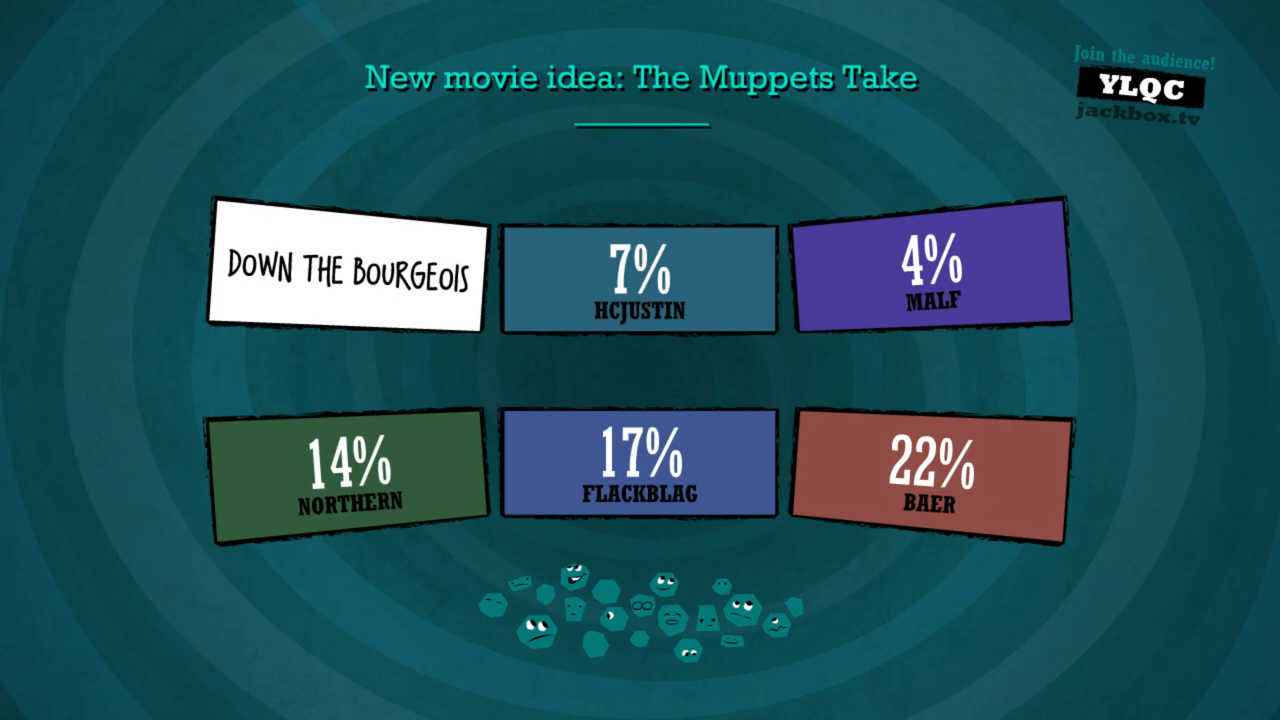 New movie idea: The Muppets Take
Join the audience!
YLQC
jackbox.tv
DOWN THE BOURGEOIS
7%
HCJUSTIN
4%
MALF
14%
NORTHERN
17%
FLACKBLAG
22%
BAER